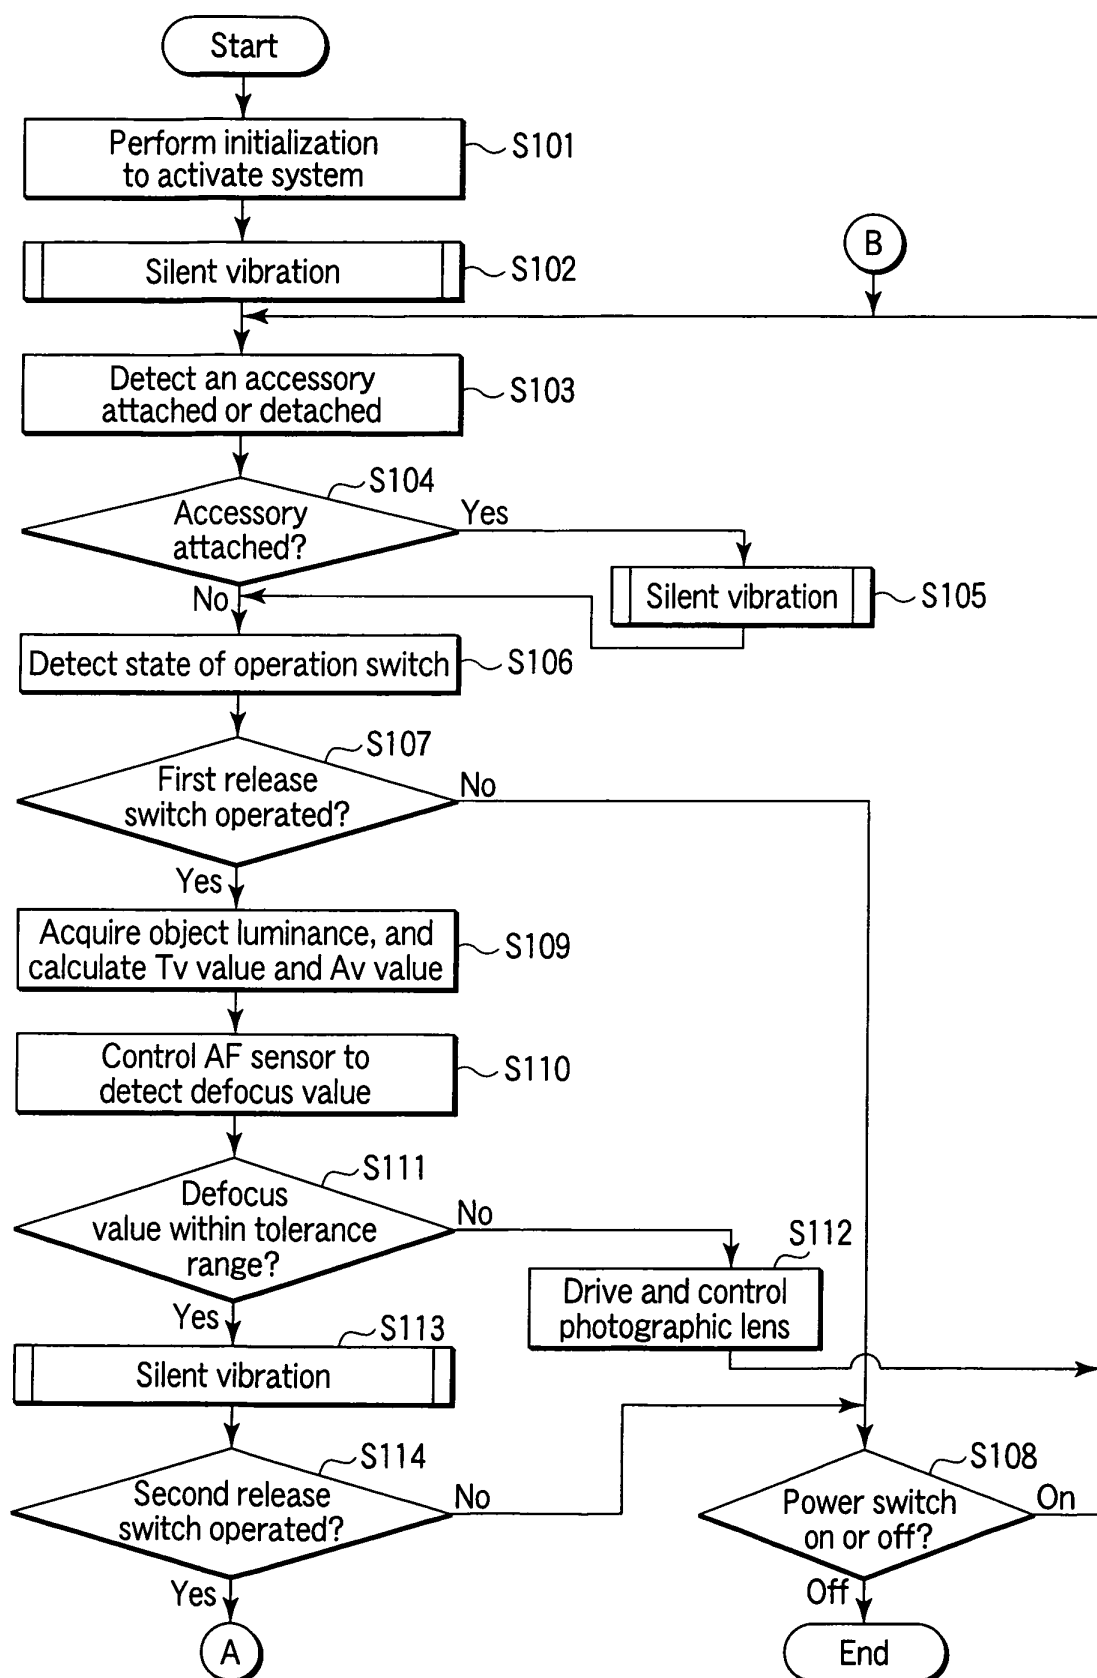 Start
Perform initialization
to activate system
S101
Silent vibration
S102
B
Detect an accessory
attached or detached
S103
S104
Accessory
attached?
Yes
No
Silent vibration
S105
Detect state of operation switch
S106
S107
First release
switch operated?
No
Yes
Acquire object luminance, and
calculate Tv value and Av value
S109
Control AF sensor to
detect defocus value
S110
S111
Defocus
value within tolerance
range?
No
S112
Drive and control
photographic lens
Yes
S113
Silent vibration
S114
Second release
switch operated?
No
S108
Power switch
on or off?
On
Yes
Off
A
End